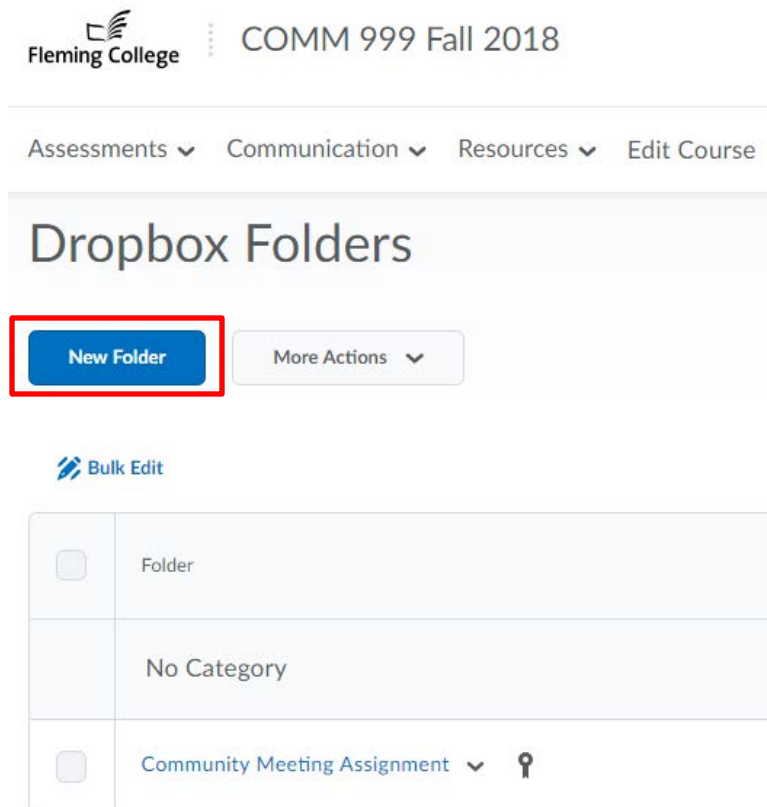 Fleming College
COMM 999 Fall 2018
Assessments Communication Resources Edit Course
Dropbox Folders
New Folder More Actions
Bulk Edit
Folder
No Category
Community Meeting Assignment